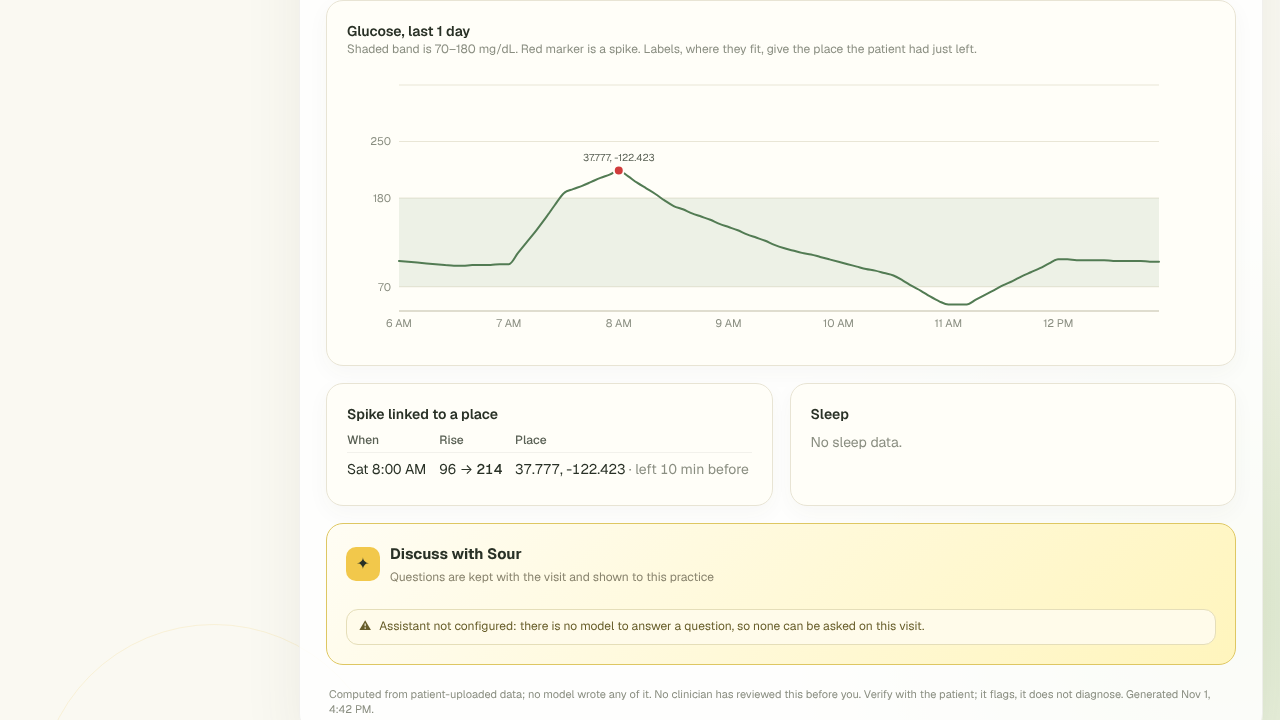 Glucose, last 1 day
Shaded band is 70–180 mg/dL. Red marker is a spike. Labels, where they fit, give the place the patient had just left.
250
37.777, -122.423
180
70
6 AM 7 AM 8 AM 9 AM 10 AM 11 AM 12 PM
Spike linked to a place
When Rise Place
Sat 8:00 AM 96 → 214 37.777, -122.423 · left 10 min before
Sleep
No sleep data.
Discuss with Sour
Questions are kept with the visit and shown to this practice
⚠ Assistant not configured: there is no model to answer a question, so none can be asked on this visit.
Computed from patient-uploaded data; no model wrote any of it. No clinician has reviewed this before you. Verify with the patient; it flags, it does not diagnose. Generated Nov 1,
4:42 PM.